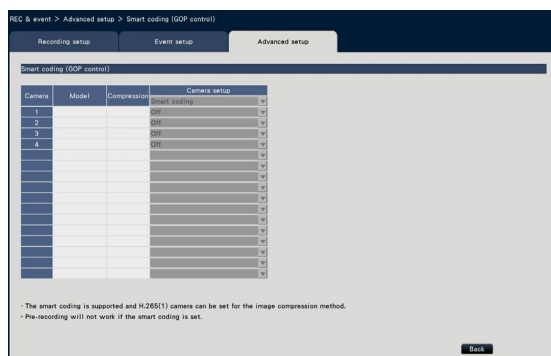 REC & event > Advanced setup > Smart coding (GOP control)
Recording setup Event setup Advanced setup
Smart coding (GOP control)
Camera Model Compression Camera setup
Smart coding
1 Off
2 Off
3 Off
4 Off
・The smart coding is supported and H.265(1) camera can be set for the image compression method.
・Pre-recording will not work if the smart coding is set.
Back